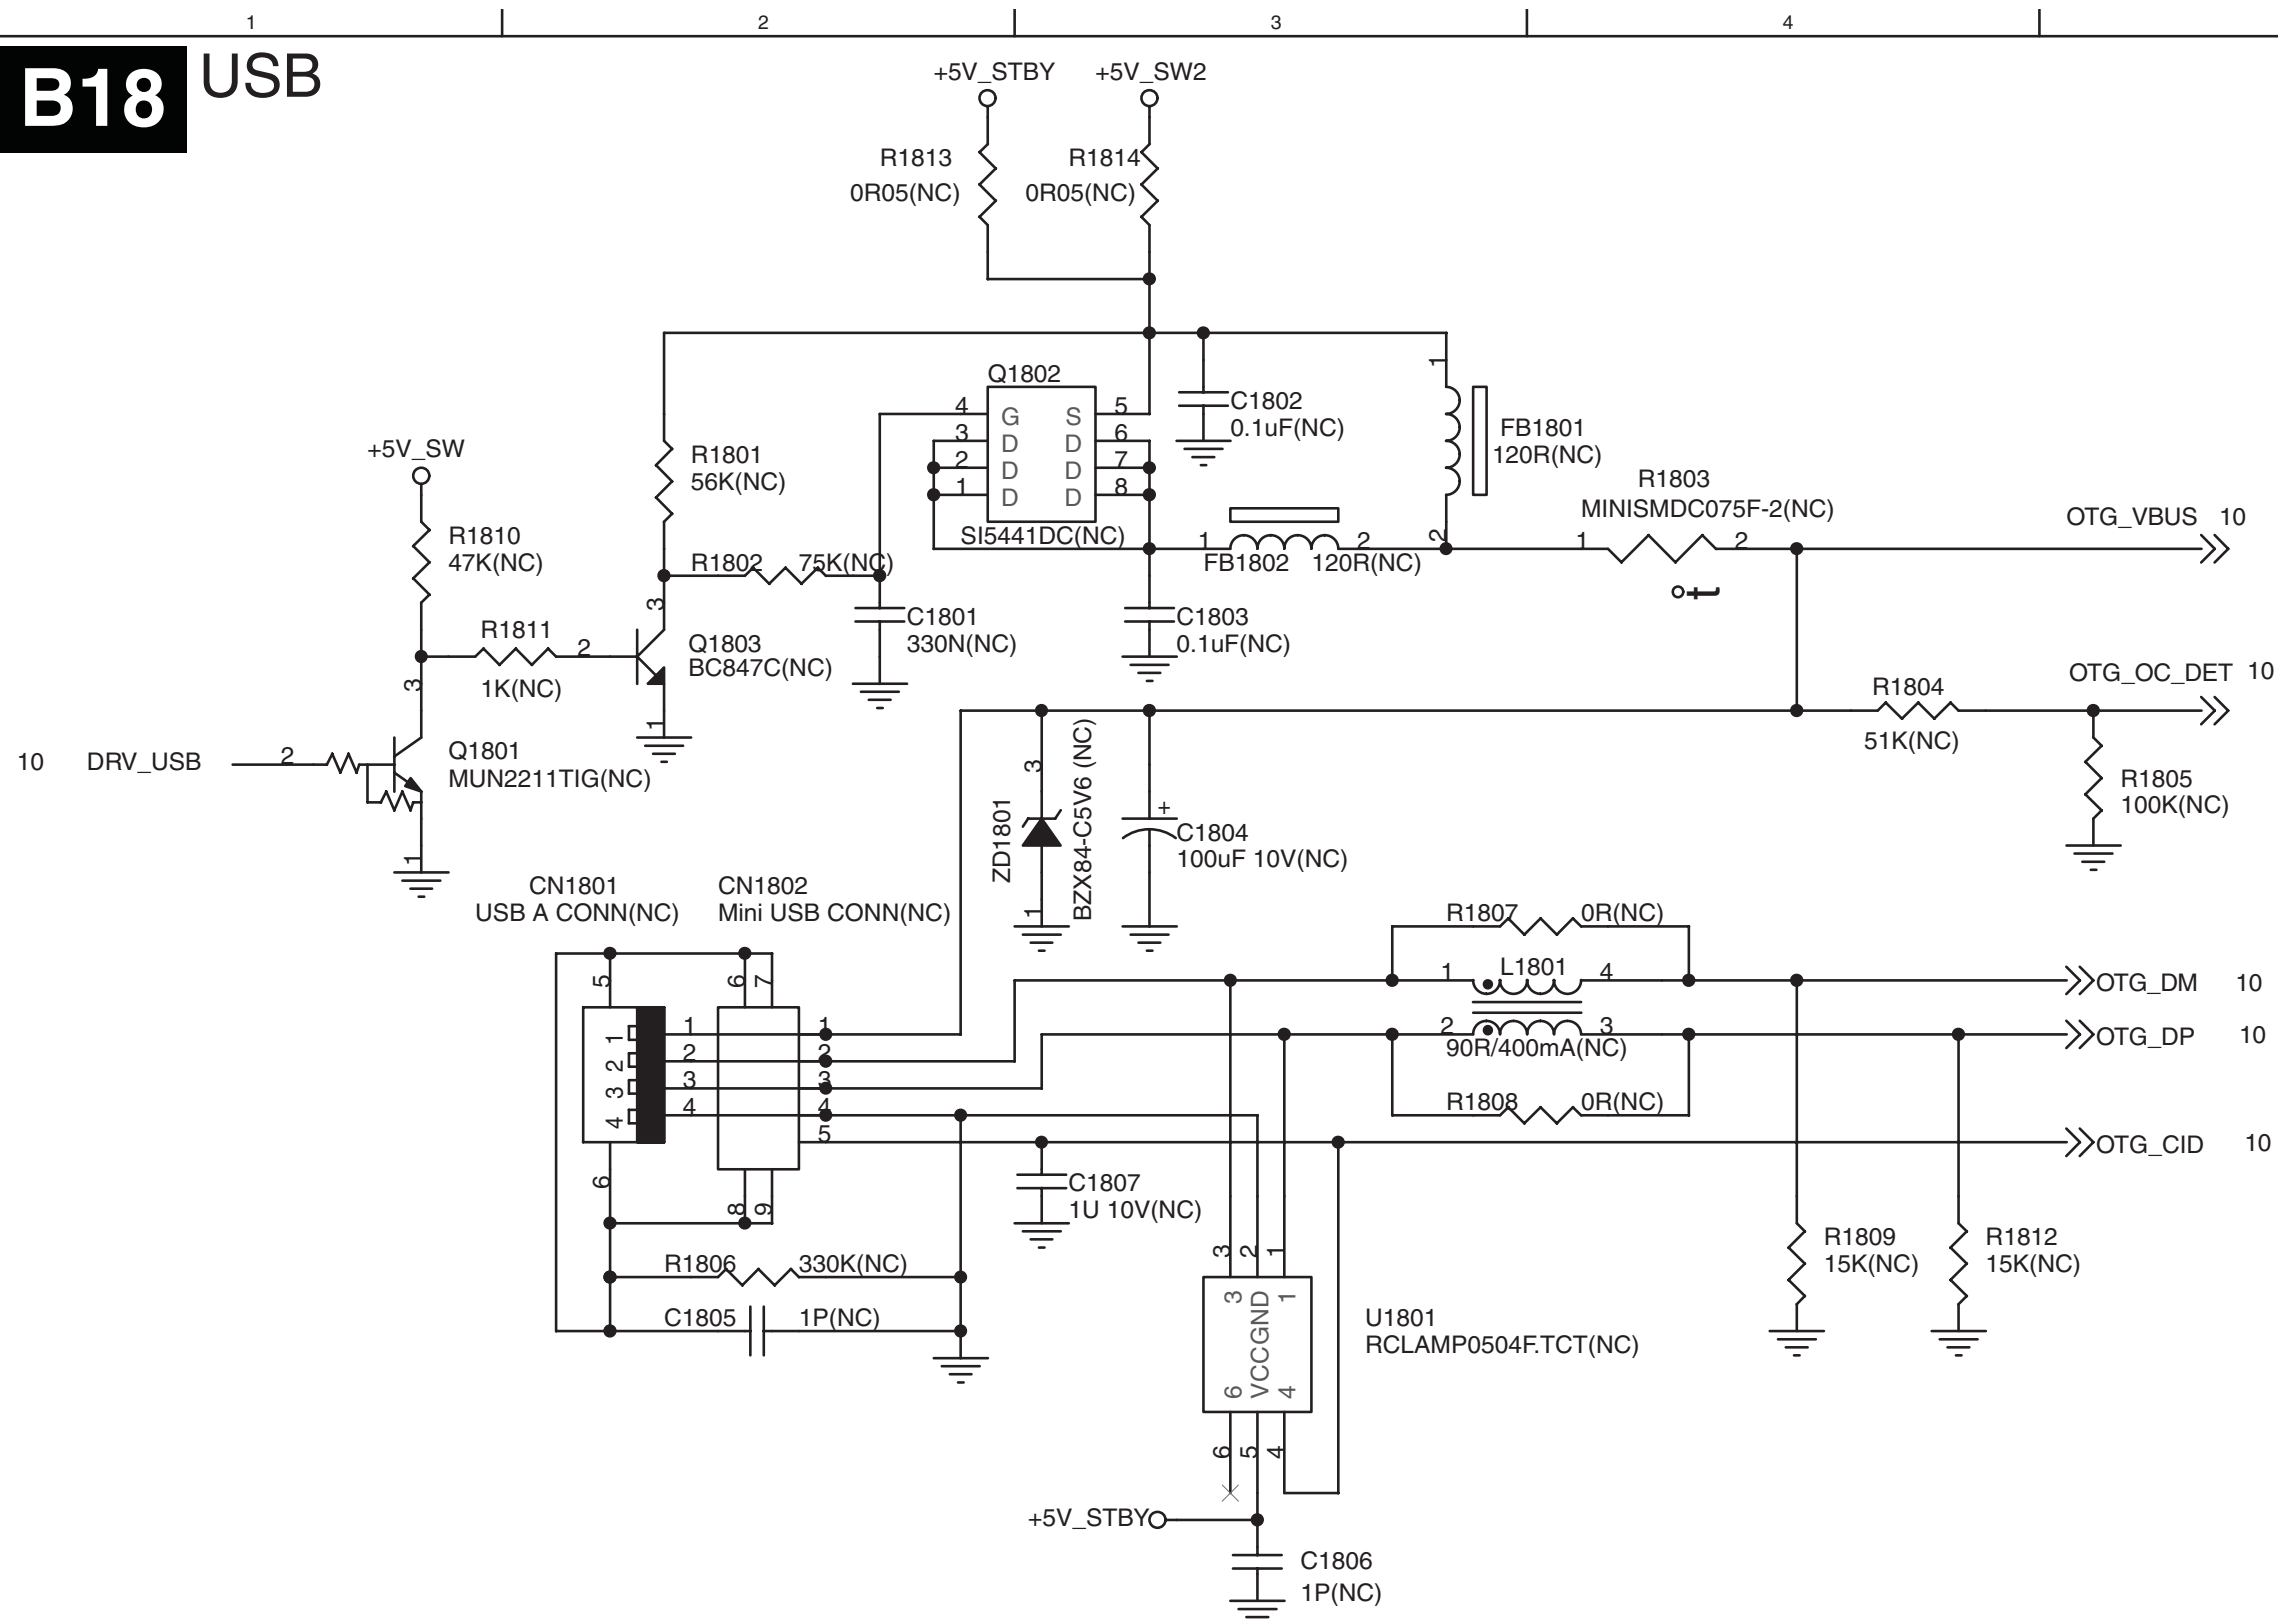 1 2 3 4
B18 USB
+5V_STBY +5V_SW2
R1813 R1814
0R05(NC) 0R05(NC)
Q1802
4 G S 5
3 D D 6
2 D D 7
1 D D 8
SI5441DC(NC)
C1802
0.1uF(NC)
1
FB1801
120R(NC)
2
+5V_SW
R1801
56K(NC)
R1810
47K(NC)
R1802 75K(NC)
1 2
FB1802 120R(NC)
R1803
MINISMDC075F-2(NC)
1 2
t
OTG_VBUS 10
C1801
330N(NC)
C1803
0.1uF(NC)
R1811
1K(NC)
2
3
Q1803
BC847C(NC)
1
3
10 DRV_USB 2
Q1801
MUN2211TIG(NC)
1
OTG_OC_DET 10
R1804
51K(NC)
R1805
100K(NC)
3
ZD1801
BZX84-C5V6 (NC)
1
+
C1804
100uF 10V(NC)
CN1801
USB A CONN(NC)
CN1802
Mini USB CONN(NC)
5 6 7
1 1 1
2 2 2
3 3 3
4 4 4
5
6 8 9
R1807 0R(NC)
1 L1801 4
2 3
90R/400mA(NC)
R1808 0R(NC)
OTG_DM 10
OTG_DP 10
OTG_CID 10
C1807
1U 10V(NC)
R1806 330K(NC)
C1805 1P(NC)
3 2 1
3 GND 1
6 VCC 4
6 5 4
U1801
RCLAMP0504F.TCT(NC)
R1809
15K(NC)
R1812
15K(NC)
+5V_STBY
C1806
1P(NC)